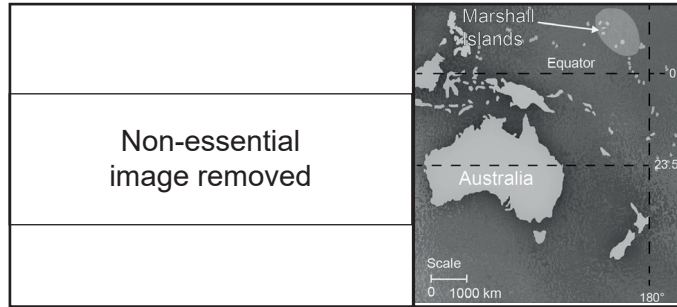 Non-essential
image removed
Marshall
Islands
Equator
0
23.5
Australia
Scale
0 1000 km
180°